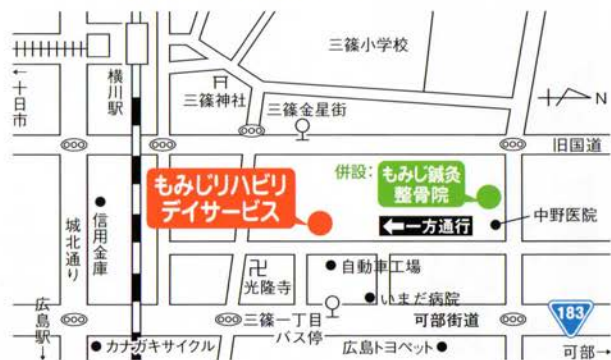 三篠小学校
←十日市
横川駅
三篠神社
三篠金星街
N
旧国道
もみじリハビリ
デイサービス
併設:
もみじ鍼灸
整骨院
←一方通行
中野医院
城北通り
信用金庫
卍
光隆寺
自動車工場
いまだ病院
広島駅↓
三篠一丁目
バス停
可部街道
183
カナガキサイクル
広島トヨペット
可部→